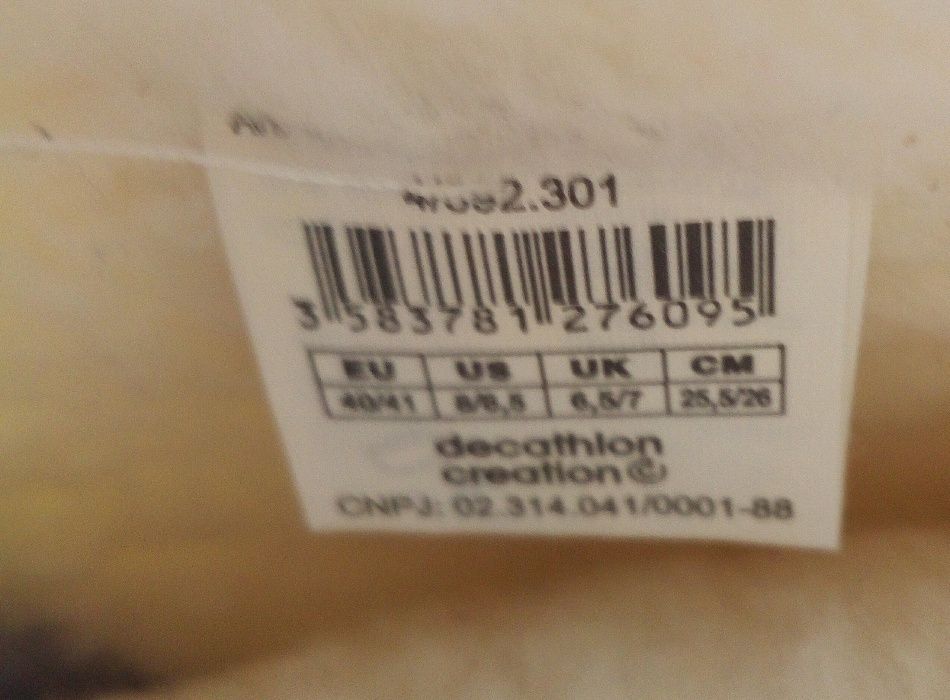 3 583781 276095
EU US UK CM
40/41 8/8,5 6,5/7 25,5/26
decathlon
creation©
CNPJ: 02.314.041/0001-88